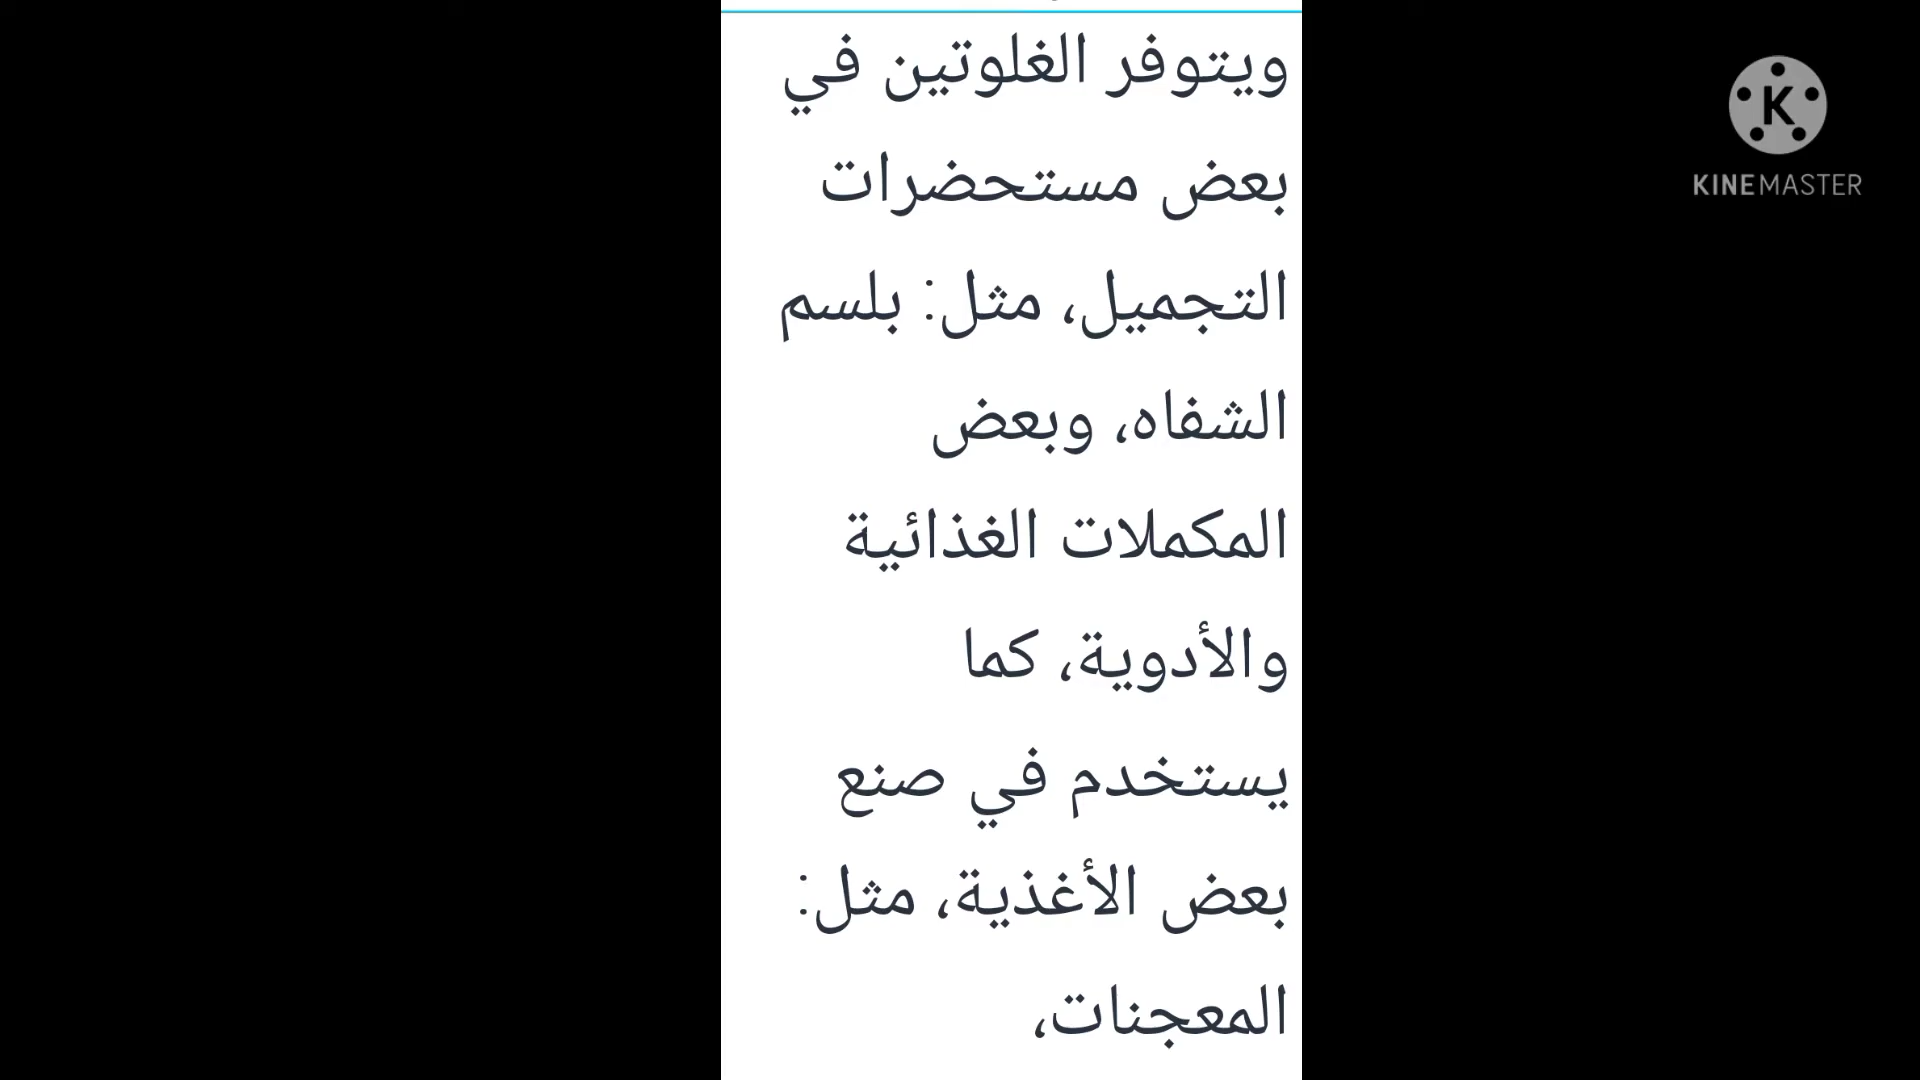 ويتوفر الغلوتين في
بعض مستحضرات
التجميل، مثل: بلسم
الشفاه، وبعض
المكملات الغذائية
والأدوية، كما
يستخدم في صنع
بعض الأغذية، مثل:
المعجنات،
K
KINEMASTER